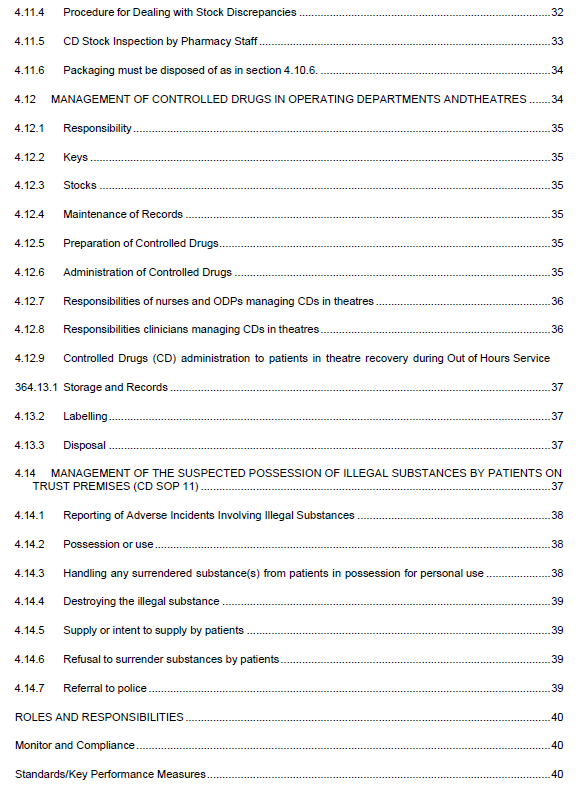 4.11.4 Procedure for Dealing with Stock Discrepancies ........ 32
4.11.5 CD Stock Inspection by Pharmacy Staff ........ 33
4.11.6 Packaging must be disposed of as in section 4.10.6. ........ 34
4.12 MANAGEMENT OF CONTROLLED DRUGS IN OPERATING DEPARTMENTS ANDTHEATRES ........ 34
4.12.1 Responsibility ........ 35
4.12.2 Keys ........ 35
4.12.3 Stocks ........ 35
4.12.4 Maintenance of Records ........ 35
4.12.5 Preparation of Controlled Drugs ........ 35
4.12.6 Administration of Controlled Drugs ........ 35
4.12.7 Responsibilities of nurses and ODPs managing CDs in theatres ........ 36
4.12.8 Responsibilities clinicians managing CDs in theatres ........ 36
4.12.9 Controlled Drugs (CD) administration to patients in theatre recovery during Out of Hours Service
364.13.1 Storage and Records ........ 37
4.13.2 Labelling ........ 37
4.13.3 Disposal ........ 37
4.14 MANAGEMENT OF THE SUSPECTED POSSESSION OF ILLEGAL SUBSTANCES BY PATIENTS ON
TRUST PREMISES (CD SOP 11) ........ 37
4.14.1 Reporting of Adverse Incidents Involving Illegal Substances ........ 38
4.14.2 Possession or use ........ 38
4.14.3 Handling any surrendered substance(s) from patients in possession for personal use ........ 38
4.14.4 Destroying the illegal substance ........ 39
4.14.5 Supply or intent to supply by patients ........ 39
4.14.6 Refusal to surrender substances by patients ........ 39
4.14.7 Referral to police ........ 39
ROLES AND RESPONSIBILITIES ........ 40
Monitor and Compliance ........ 40
Standards/Key Performance Measures ........ 40